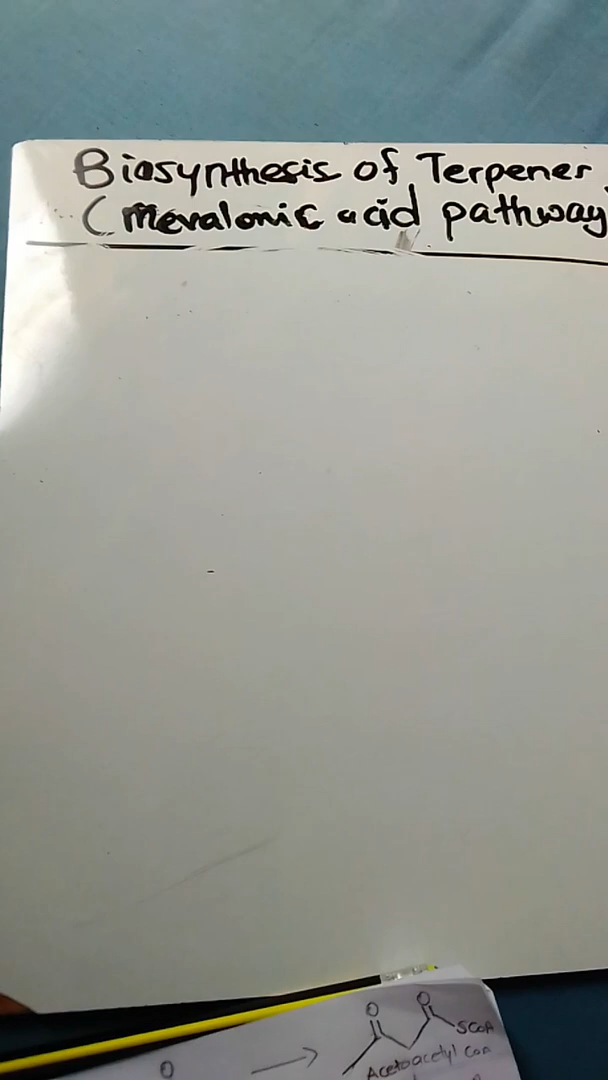 Biosynthesis of Terpenes
(mevalonic acid pathway
O
O
O
SCoA
Acetoacetyl CoA